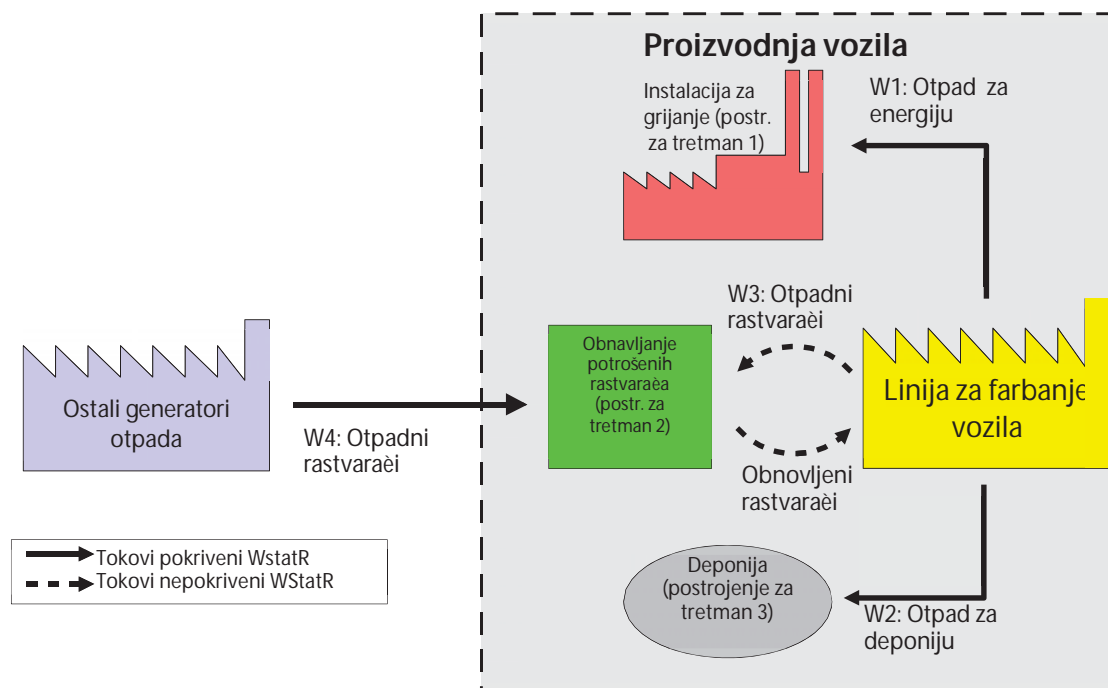 Proizvodnja vozila
Instalacija za
grijanje (postr.
za tretman 1)
W1: Otpad za
energiju
W3: Otpadni
rastvaraèi
Obnavljanje
potrošenih
rastvaraèa
(postr. za
tretman 2)
Linija za farbanje
vozila
Ostali generatori
otpada
W4: Otpadni
rastvaraèi
Obnovljeni
rastvaraèi
Tokovi pokriveni WstatR
Tokovi nepokriveni WStatR
Deponija
(postrojenje za
tretman 3)
W2: Otpad za
deponiju